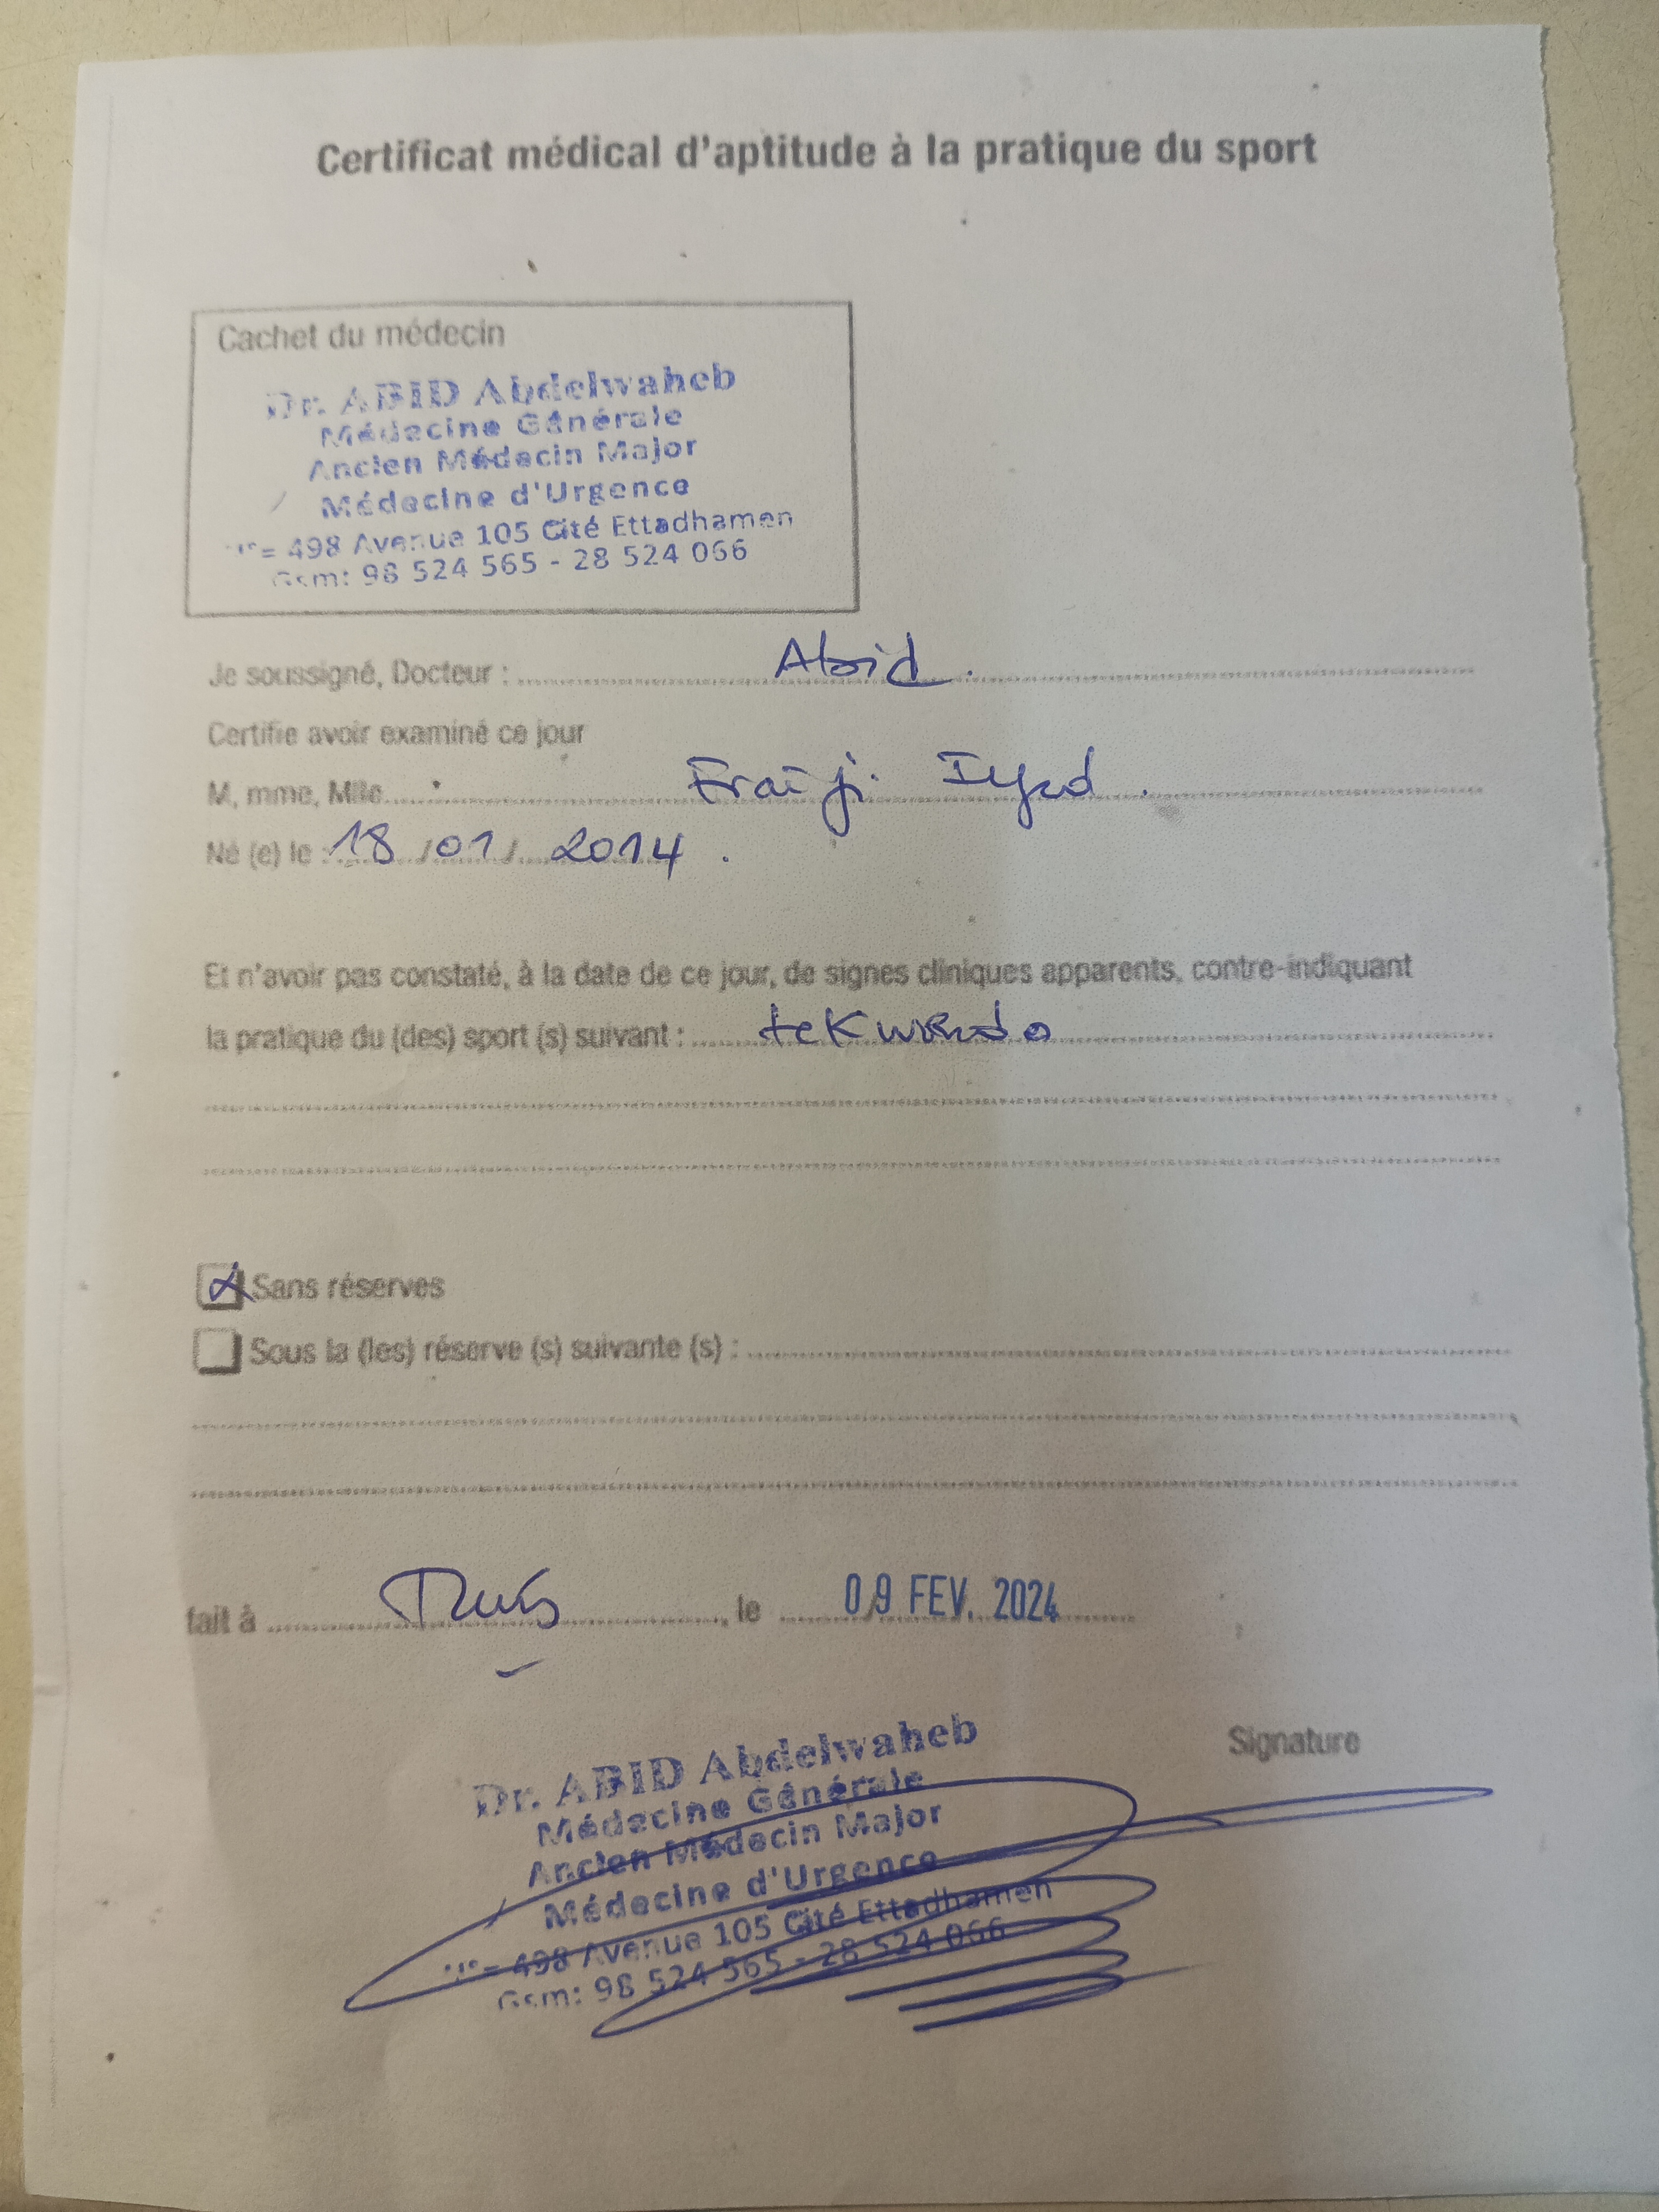 Certificat médical d'aptitude à la pratique du sport
Cachet du médecin
Dr. ABID Abdelwaheb
Médecine Générale
Ancien Médecin Major
Médecine d'Urgence
= 498 Avenue 105 Cité Ettadhamen
Gsm: 98 524 565 - 28 524 066
Je soussigné, Docteur : Abid.
Certifie avoir examiné ce jour
M, mme, Mlle Fraiji Iyed.
Né (e) le : 18 / 01 / 2014.
Et n'avoir pas constaté, à la date de ce jour, de signes cliniques apparents, contre-indiquant
la pratique du (des) sport (s) suivant : tekwondo
Sans réserves
Sous la (les) réserve (s) suivante (s) :
fait à Tunis, le 09 FEV. 2024
Signature
Dr. ABID Abdelwaheb
Médecine Générale
Ancien Médecin Major
Médecine d'Urgence
= 498 Avenue 105 Cité Ettadhamen
Gsm: 98 524 565 - 28 524 066